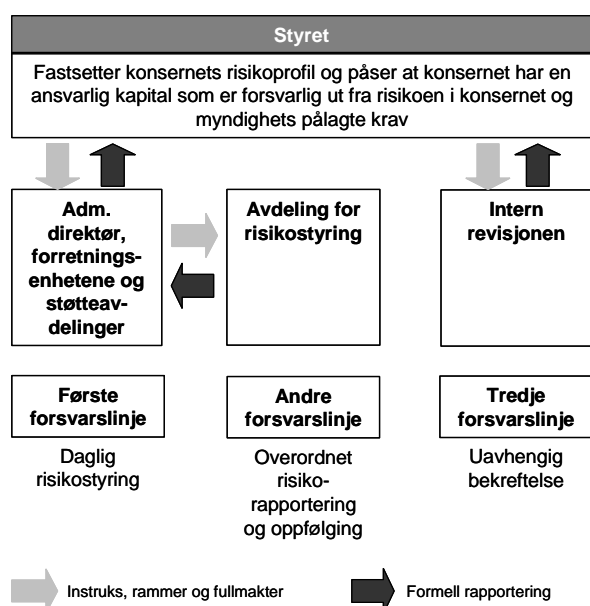 Styret
Fastsetter konsernets risikoprofil og påser at konsernet har en
ansvarlig kapital som er forsvarlig ut fra risikoen i konsernet og
myndighets pålagte krav
Adm.
direktør,
forretnings-
enhetene og
støtteav-
delinger
Avdeling for
risikostyring
Intern
revisjonen
Første
forsvarslinje
Andre
forsvarslinje
Tredje
forsvarslinje
Daglig
risikostyring
Overordnet
risiko-
rapportering
og oppfølging
Uavhengig
bekreftelse
Instruks, rammer og fullmakter
Formell rapportering